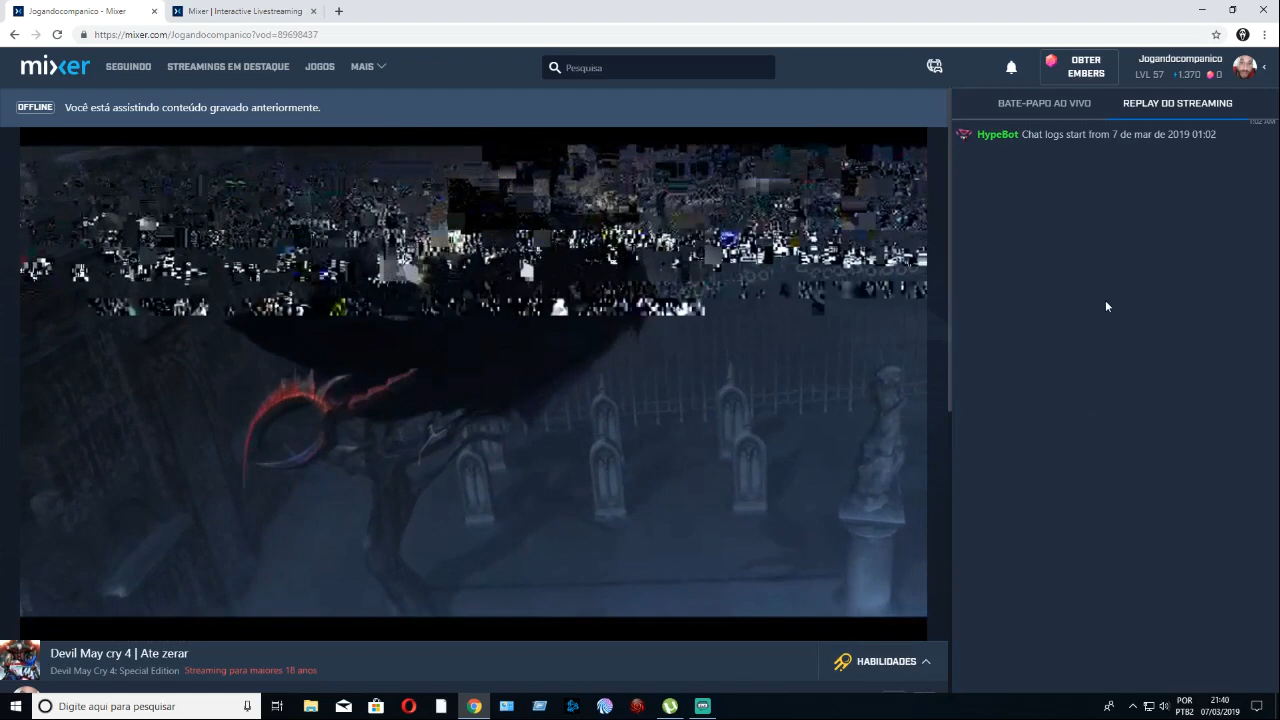 Jogandocompanico - Mixer
Mixer | Interactive Livestreaming
https://mixer.com/Jogandocompanico?vod=89698437
mixer
SEGUINDO
STREAMINGS EM DESTAQUE
JOGOS
MAIS
Pesquisa
OBTER
EMBERS
Jogandocompanico
LVL 57
1.370
0
OFFLINE
Você está assistindo conteúdo gravado anteriormente.
BATE-PAPO AO VIVO
REPLAY DO STREAMING
HypeBot Chat logs start from 7 de mar de 2019 01:02
Devil May cry 4 | Ate zerar
Devil May Cry 4: Special Edition
Streaming para maiores 18 anos
HABILIDADES
Digite aqui para pesquisar
POR
PTB2
21:40
07/03/2019